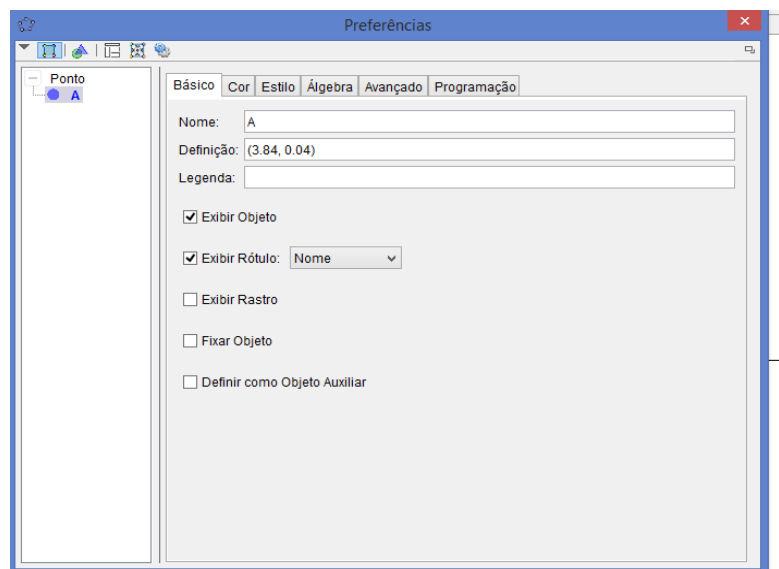 Preferências
Ponto
A
Básico Cor Estilo Álgebra Avançado Programação
Nome: A
Definição: (3.84, 0.04)
Legenda:
Exibir Objeto
Exibir Rótulo: Nome
Exibir Rastro
Fixar Objeto
Definir como Objeto Auxiliar